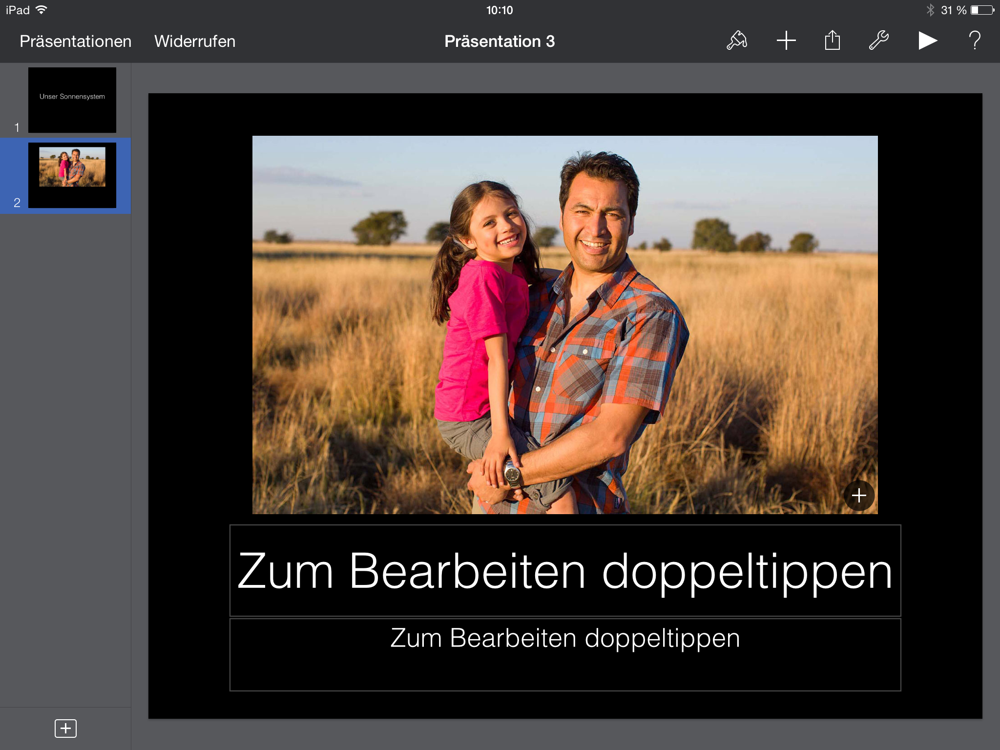 iPad 10:10 31 %
Präsentationen Widerrufen Präsentation 3 ?
Unser Sonnensystem
1
2
Zum Bearbeiten doppeltippen
Zum Bearbeiten doppeltippen